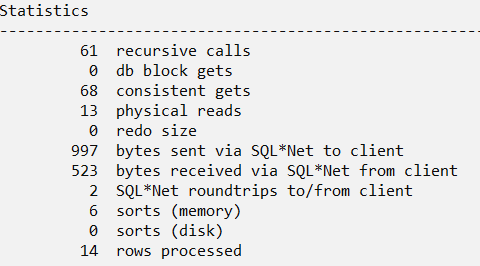 Statistics
----------------------------------------------------------
61 recursive calls
0 db block gets
68 consistent gets
13 physical reads
0 redo size
997 bytes sent via SQL*Net to client
523 bytes received via SQL*Net from client
2 SQL*Net roundtrips to/from client
6 sorts (memory)
0 sorts (disk)
14 rows processed